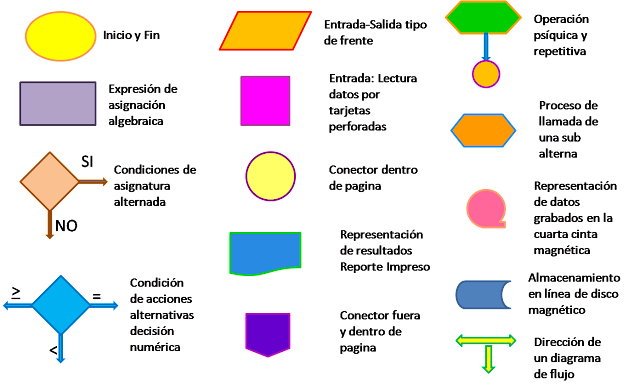 Inicio y Fin
Expresión de
asignación
algebraica
SI
Condiciones de
asignatura
alternada
NO
Condición
de acciones
alternativas
decisión
numérica
≥
=
<
Entrada-Salida tipo
de frente
Entrada: Lectura
datos por
tarjetas
perforadas
Conector dentro
de pagina
Representación
de resultados
Reporte Impreso
Conector fuera
y dentro de
pagina
Operación
psíquica y
repetitiva
Proceso de
llamada de
una sub
alterna
Representación
de datos
grabados en la
cuarta cinta
magnética
Almacenamiento
en línea de disco
magnético
Dirección de
un diagrama
de flujo